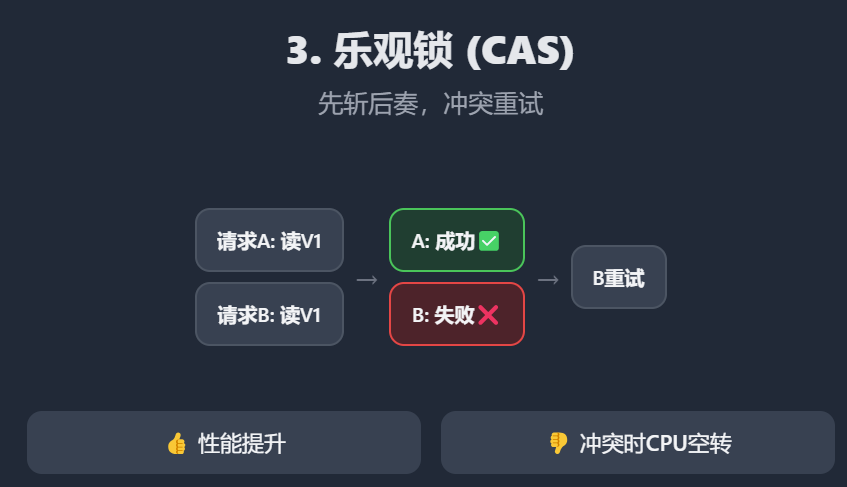 3. 乐观锁 (CAS)
先斩后奏，冲突重试
请求A: 读V1
请求B: 读V1
→
A: 成功✅
B: 失败❌
→
B重试
👍 性能提升
👎 冲突时CPU空转